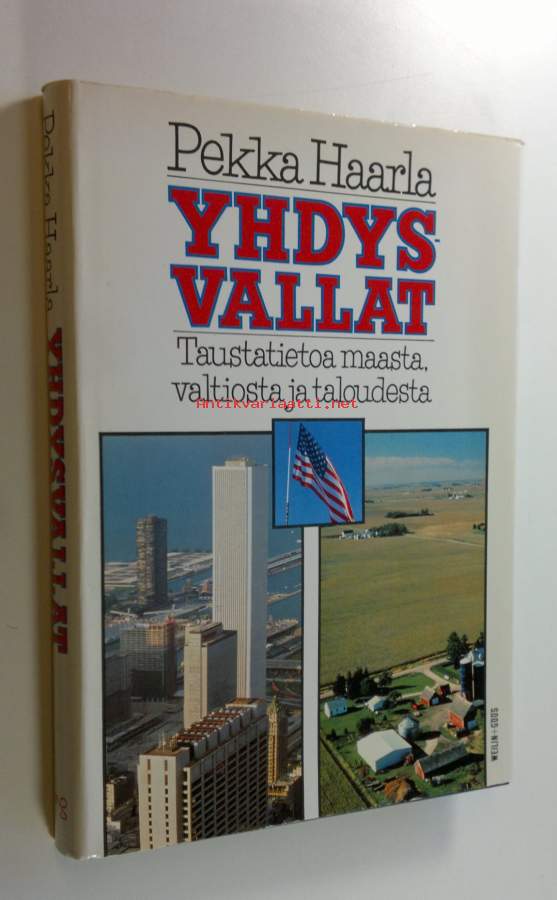 Pekka Haarla
YHDYS-
VALLAT
Taustatietoa maasta,
valtiosta ja taloudesta
Antikvariaatti.net
WEILIN+GÖÖS
Pekka Haarla
YHDYSVALLAT